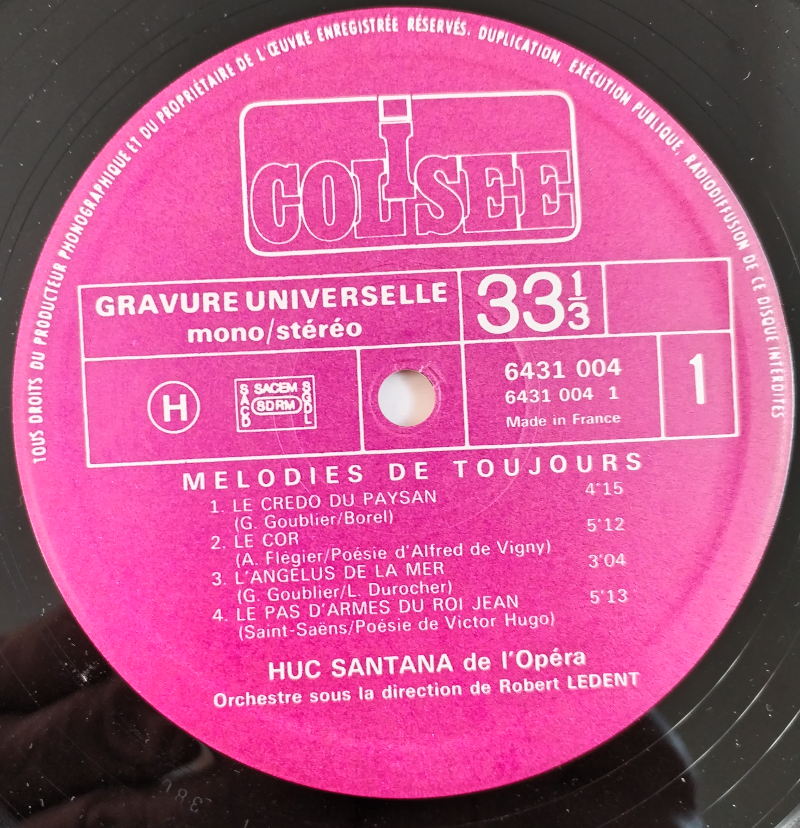 TOUS DROITS DU PRODUCTEUR PHONOGRAPHIQUE ET DU PROPRIÉTAIRE DE L'ŒUVRE ENREGISTRÉE RÉSERVÉS. DUPLICATION, EXÉCUTION PUBLIQUE, RADIODIFFUSION DE CE DISQUE INTERDITES
COLISEE
GRAVURE UNIVERSELLE
mono/stéréo
33 1/3
H
SACEM
SACD
SDRM
SGDL
6431 004
6431 004 1
Made in France
1
MELODIES DE TOUJOURS
1. LE CREDO DU PAYSAN 4'15
(G. Goublier/Borel)
2. LE COR 5'12
(A. Flégier/Poésie d'Alfred de Vigny)
3. L'ANGELUS DE LA MER 3'04
(G. Goublier/L. Durocher)
4. LE PAS D'ARMES DU ROI JEAN 5'13
(Saint-Saëns/Poésie de Victor Hugo)
HUC SANTANA de l'Opéra
Orchestre sous la direction de Robert LEDENT